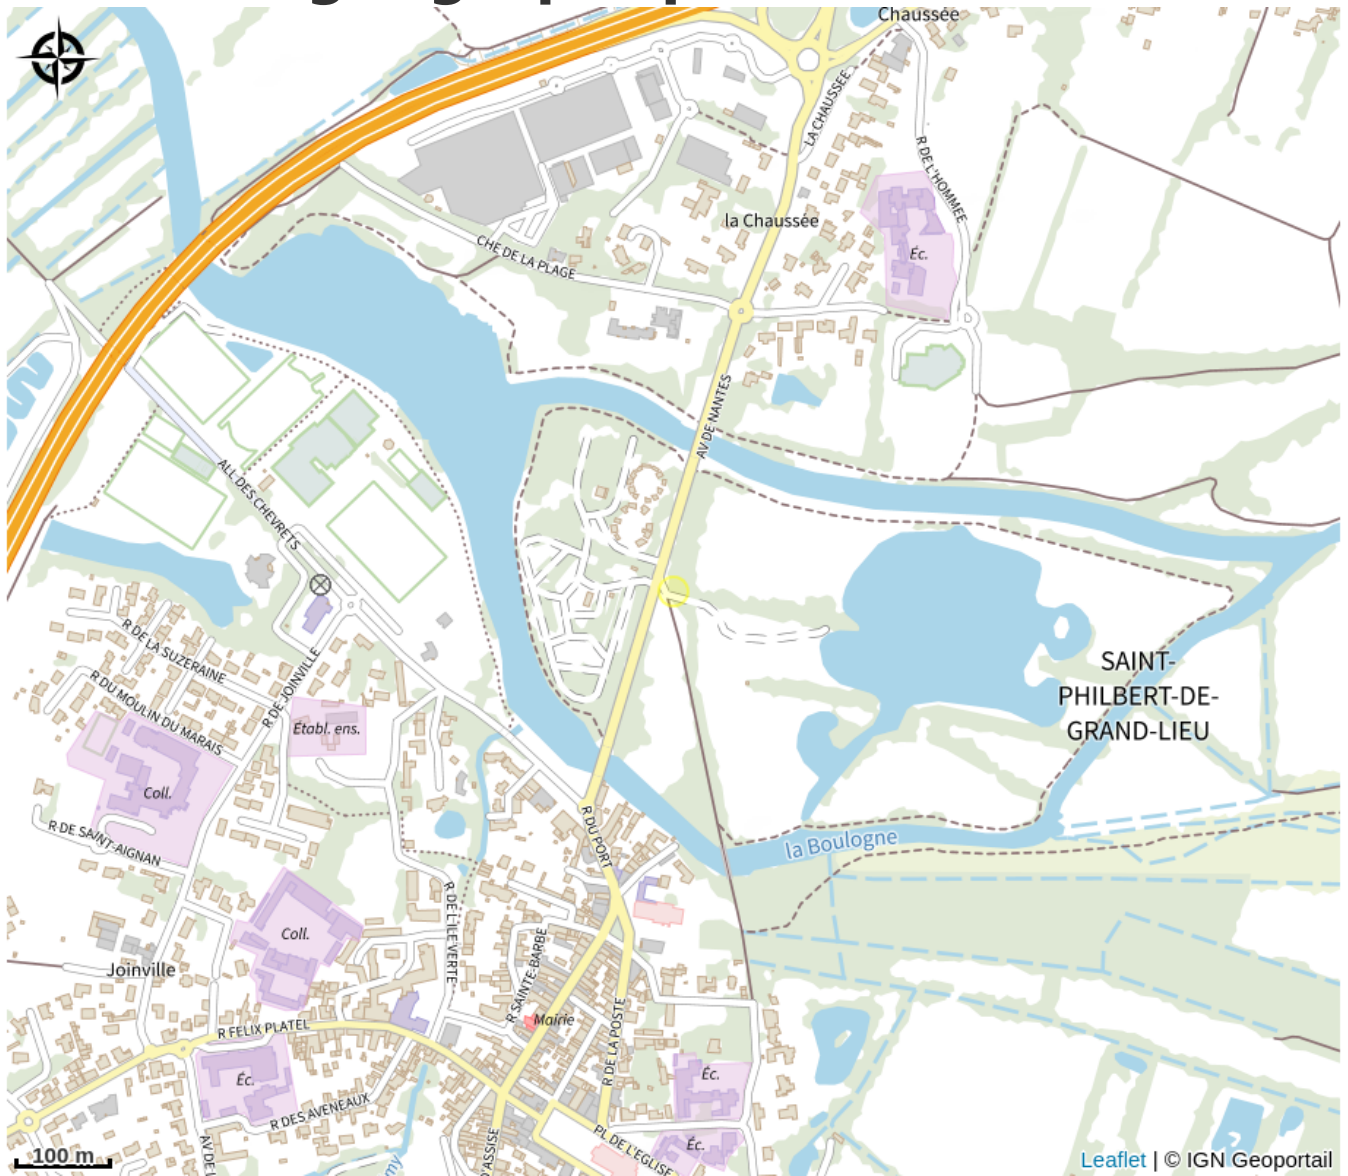 Chaussée
LA CHAUSSEE
R DE L'HOMMEE
la Chaussée
Éc.
CHE DE LA PLAGE
AV DE NANTES
ALL DES CHEVRETS
R DE LA SUZERAINE
R DU MOULIN DU MARAIS
R DE JOINVILLE
Établ. ens.
SAINT-
PHILBERT-DE-
GRAND-LIEU
Coll.
R DE SAINT-AIGNAN
R DU PORT
la Boulogne
R DE L'ILE VERTE
Coll.
Joinville
R SAINTE-BARBE
Mairie
R FELIX PLATEL
R DE LA POSTE
Éc.
Éc.
R DES AVENEAUX
PL DE L'EGLISE
Éc.
100 m
Leaflet | © IGN Geoportail